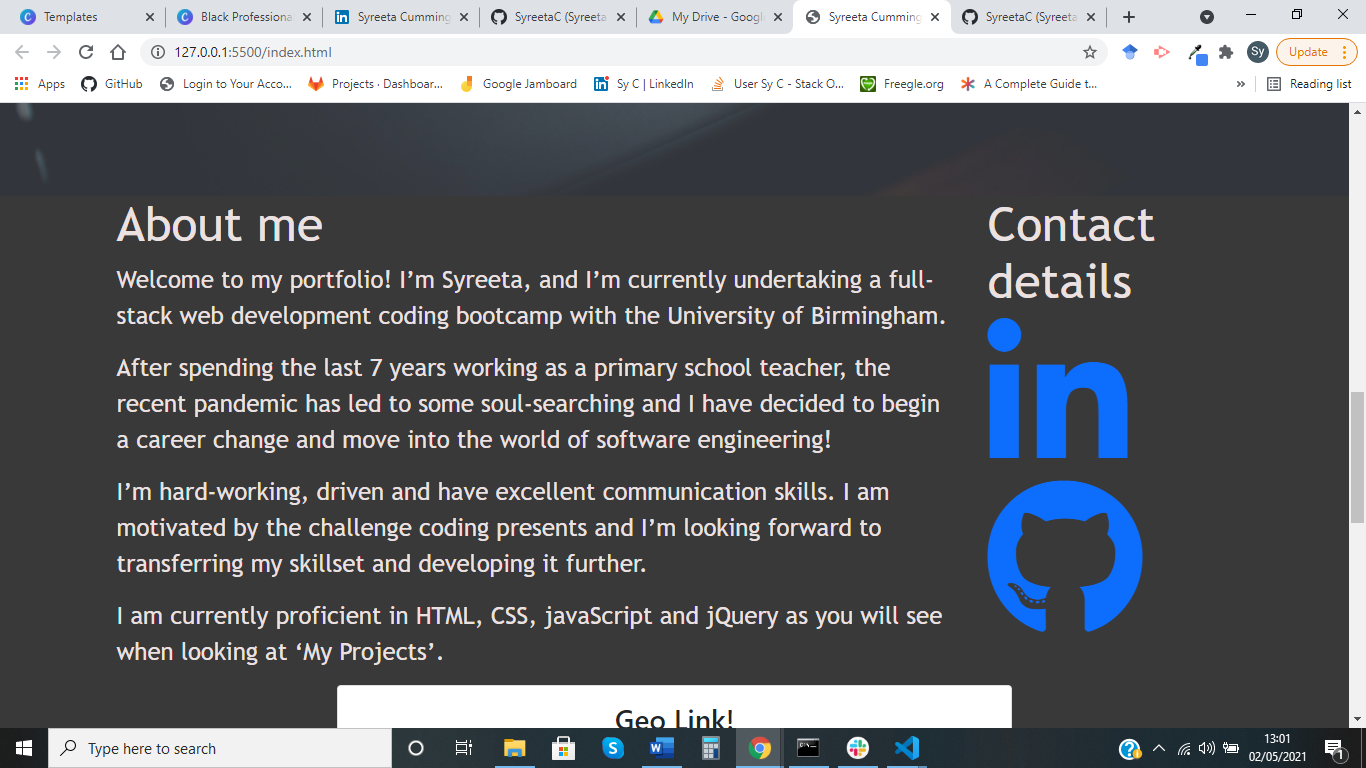 Templates
Black Professiona
Syreeta Cumming
SyreetaC (Syreeta
My Drive - Googl
Syreeta Cumming
SyreetaC (Syreeta
127.0.0.1:5500/index.html
Sy
Update
Apps
GitHub
Login to Your Acco...
Projects · Dashboar...
Google Jamboard
Sy C | LinkedIn
User Sy C - Stack O...
Freegle.org
A Complete Guide t...
»
Reading list
About me
Welcome to my portfolio! I’m Syreeta, and I’m currently undertaking a full-
stack web development coding bootcamp with the University of Birmingham.
After spending the last 7 years working as a primary school teacher, the
recent pandemic has led to some soul-searching and I have decided to begin
a career change and move into the world of software engineering!
I’m hard-working, driven and have excellent communication skills. I am
motivated by the challenge coding presents and I’m looking forward to
transferring my skillset and developing it further.
I am currently proficient in HTML, CSS, javaScript and jQuery as you will see
when looking at ‘My Projects’.
Contact
details
in
Geo Link!
Type here to search
13:01
02/05/2021
1